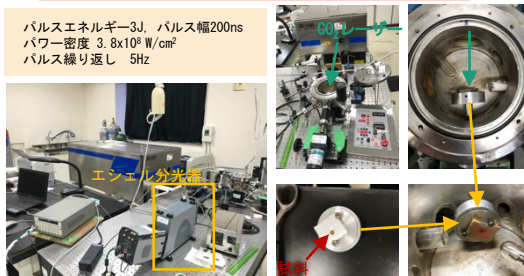 パルスエネルギー3J, パルス幅200ns
パワー密度 3.8x10⁸ W/cm²
パルス繰り返し 5Hz
CO₂レーザー
エシェル分光器
試料